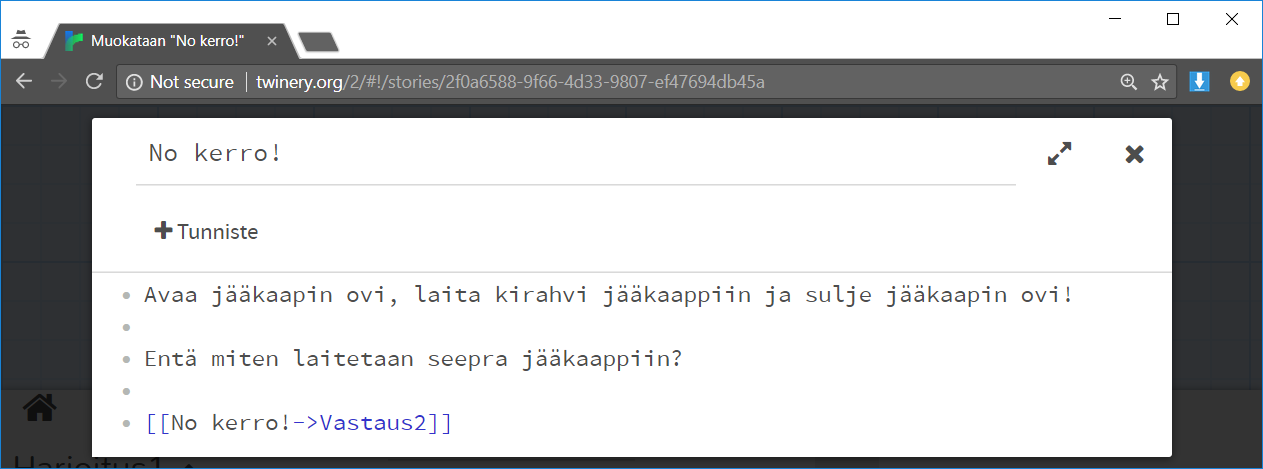 Muokataan "No kerro!"
Not secure twinery.org/2/#!/stories/2f0a6588-9f66-4d33-9807-ef47694db45a
No kerro!
Tunniste
Avaa jääkaapin ovi, laita kirahvi jääkaappiin ja sulje jääkaapin ovi!
Entä miten laitetaan seepra jääkaappiin?
[[No kerro!->Vastaus2]]
Harjoitus1